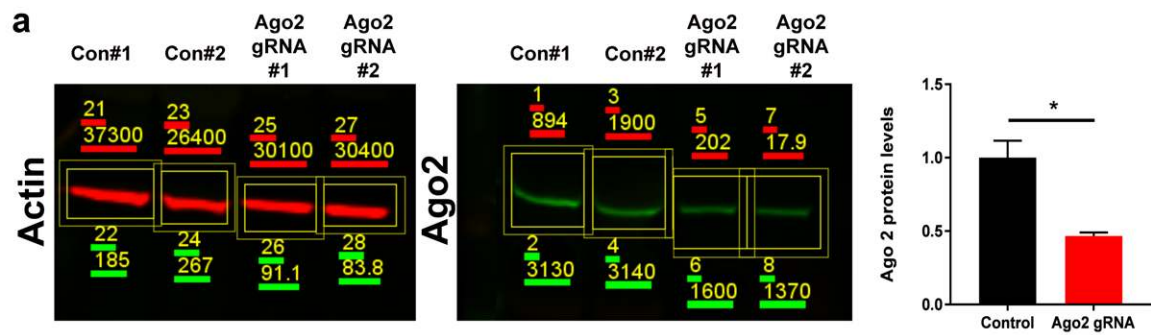 a
Con#1
Con#2
Ago2
gRNA
#1
Ago2
gRNA
#2
Actin
21
37300
23
26400
25
30100
27
30400
22
185
24
267
26
91.1
28
83.8
Con#1
Con#2
Ago2
gRNA
#1
Ago2
gRNA
#2
Ago2
1
894
3
1900
5
202
7
17.9
2
3130
4
3140
6
1600
8
1370
Ago 2 protein levels
1.5
1.0
0.5
0.0
*
Control
Ago2 gRNA